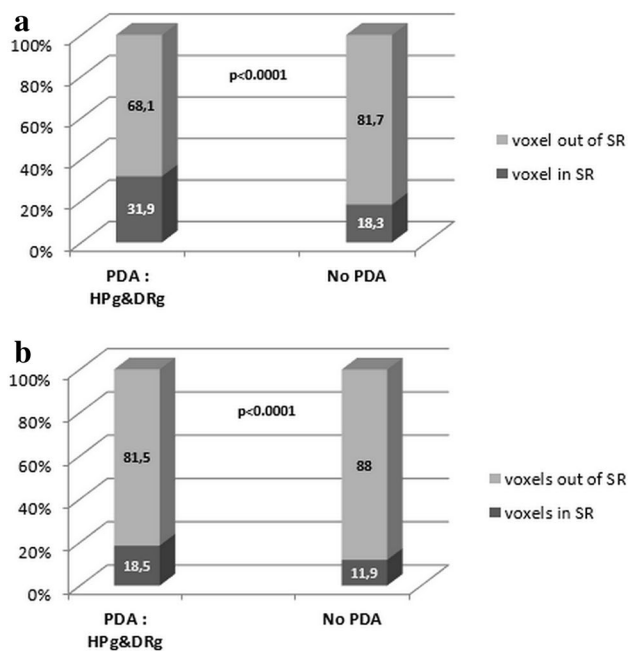 a
100%
80%
60%
40%
20%
0%
68,1
31,9
p<0.0001
81,7
18,3
PDA :
HPg&DRg
No PDA
voxel out of SR
voxel in SR
b
100%
80%
60%
40%
20%
0%
81,5
18,5
p<0.0001
88
11,9
PDA :
HPg&DRg
No PDA
voxels out of SR
voxels in SR